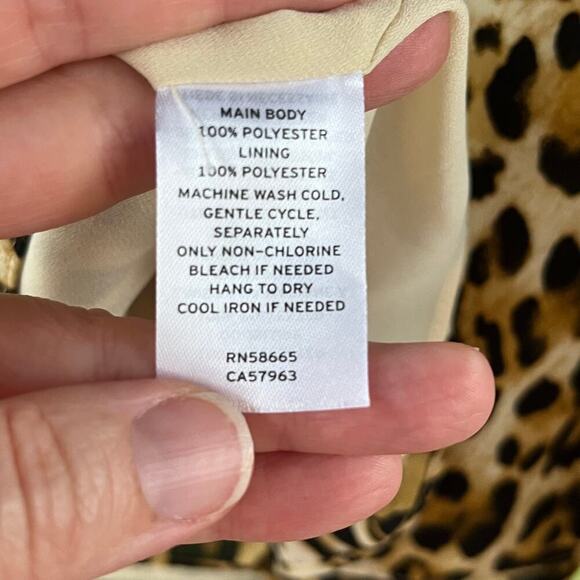 MAIN BODY
100% POLYESTER
LINING
100% POLYESTER
MACHINE WASH COLD,
GENTLE CYCLE,
SEPARATELY
ONLY NON-CHLORINE
BLEACH IF NEEDED
HANG TO DRY
COOL IRON IF NEEDED
RN58665
CA57963